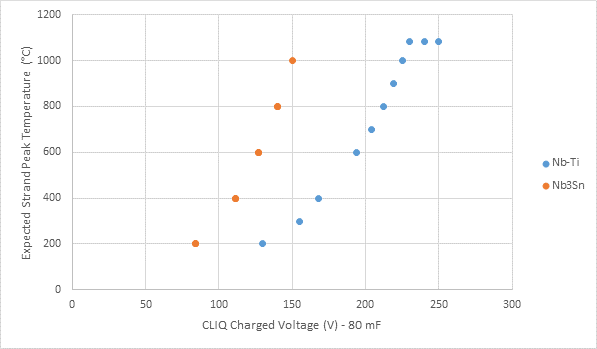 1200
1000
800
600
400
200
0
0 50 100 150 200 250 300
Expected Strand Peak Temperature (°C)
CLIQ Charged Voltage (V) - 80 mF
Nb-Ti
Nb3Sn